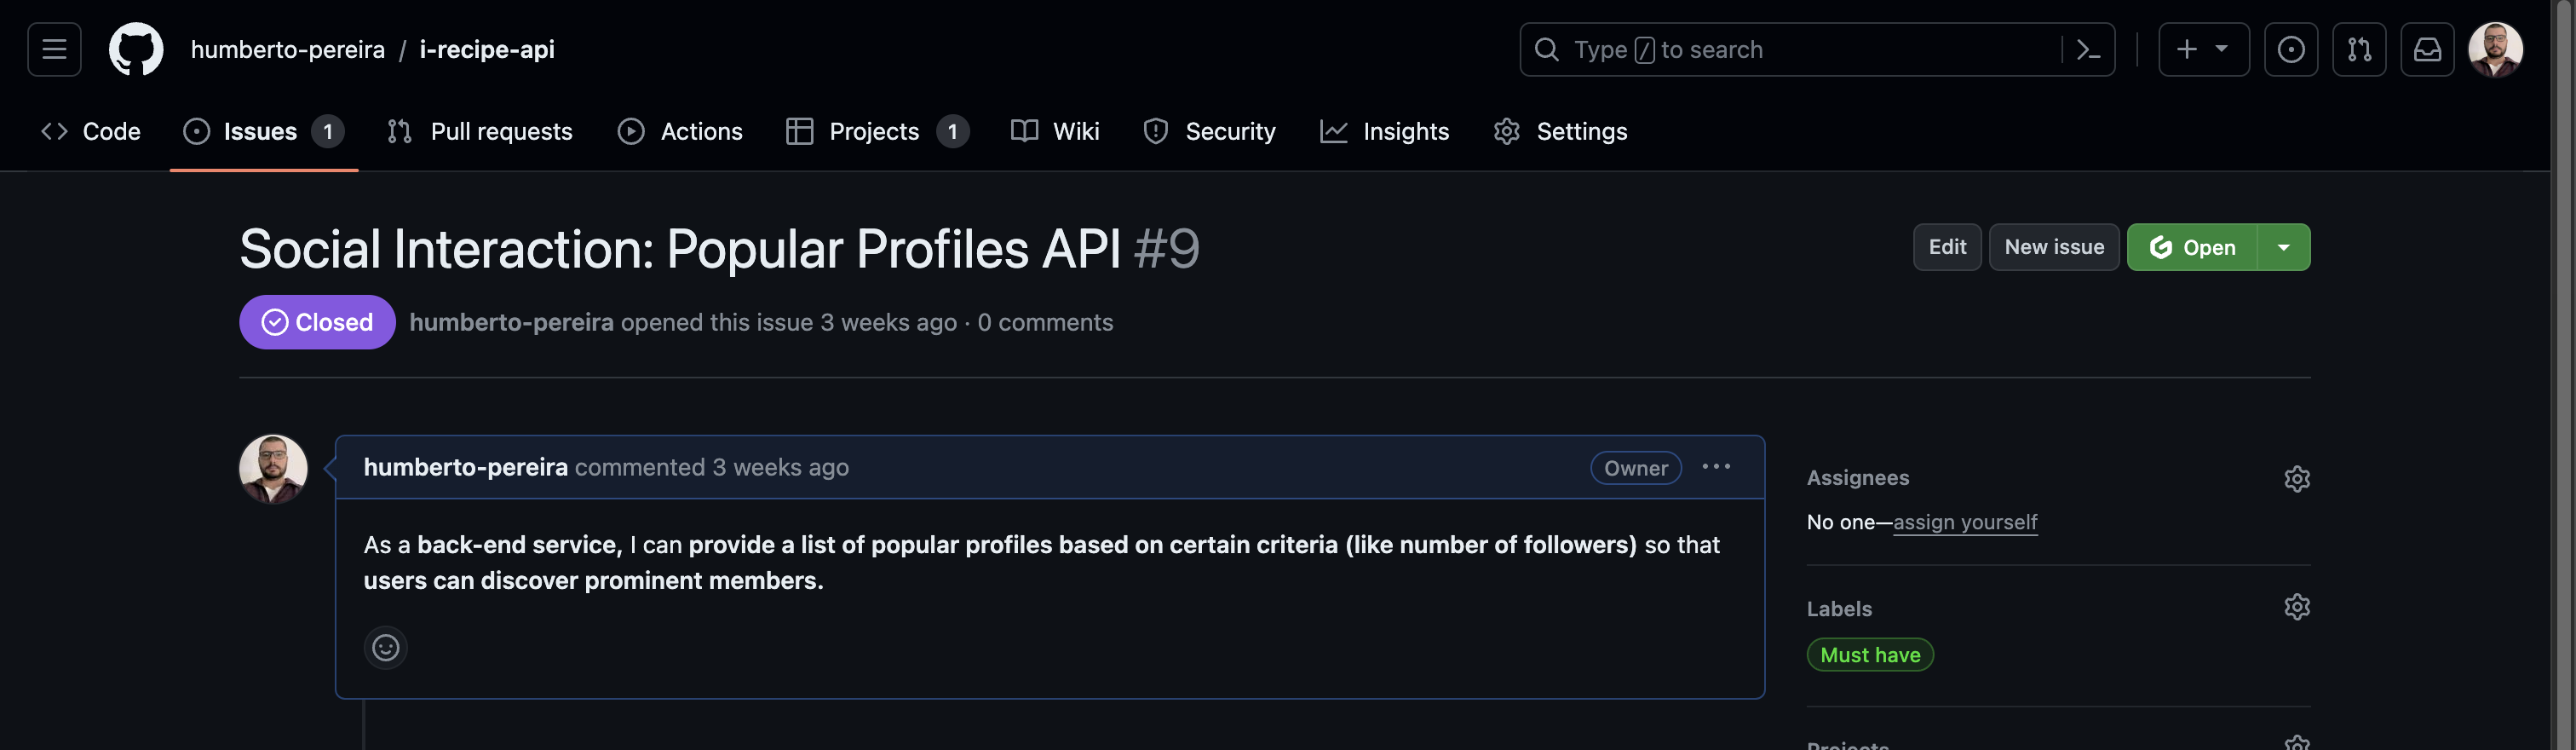 humberto-pereira / i-recipe-api
Type / to search
Code
Issues 1
Pull requests
Actions
Projects 1
Wiki
Security
Insights
Settings
Social Interaction: Popular Profiles API #9
Edit
New issue
Open
Closed
humberto-pereira opened this issue 3 weeks ago · 0 comments
humberto-pereira commented 3 weeks ago
Owner
As a back-end service, I can provide a list of popular profiles based on certain criteria (like number of followers) so that
users can discover prominent members.
Assignees
No one—assign yourself
Labels
Must have
Projects